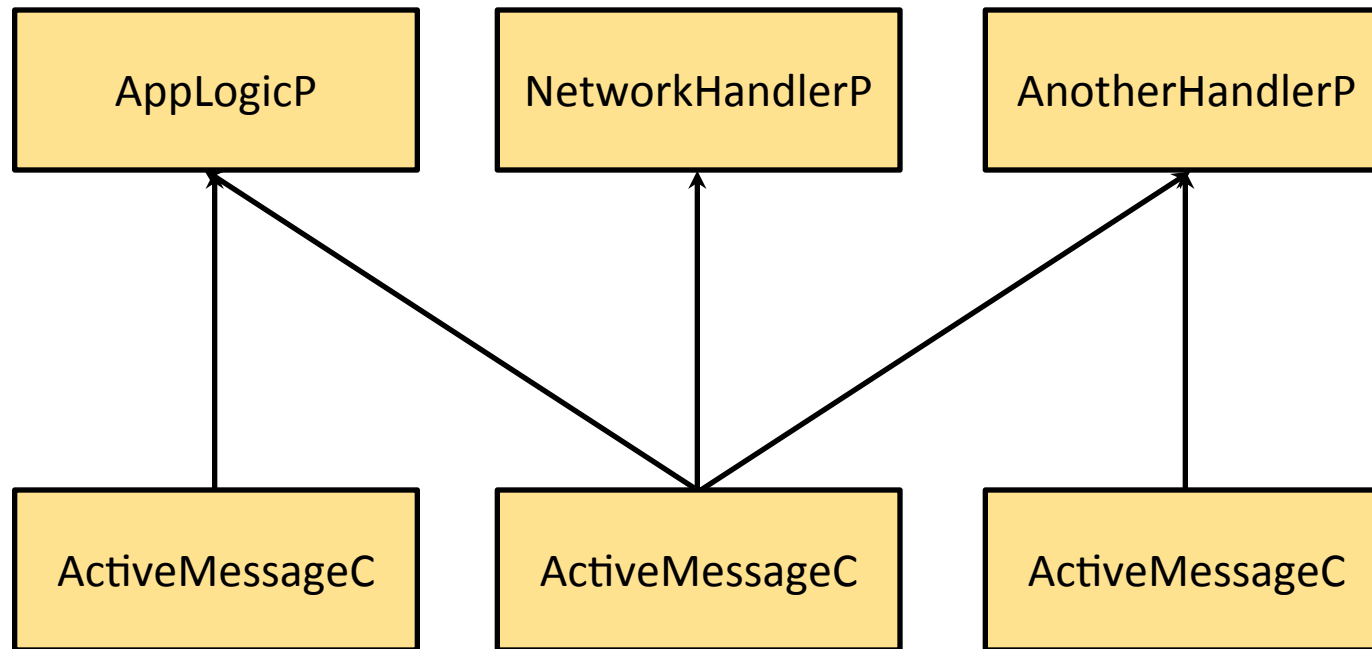 AppLogicP
NetworkHandlerP
AnotherHandlerP
ActiveMessageC
ActiveMessageC
ActiveMessageC